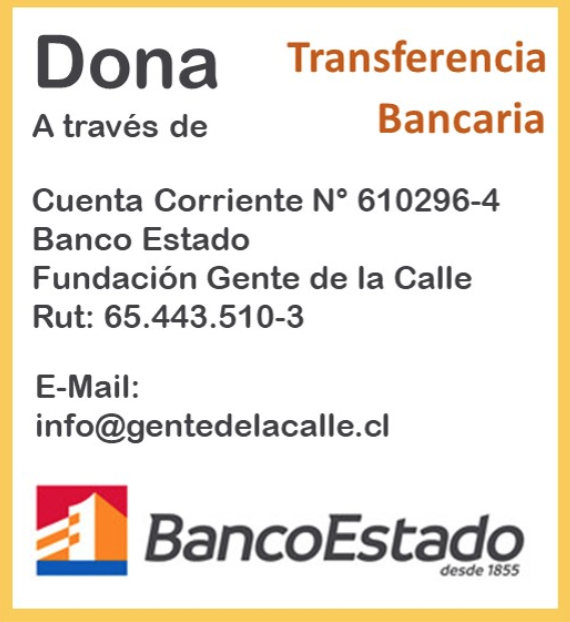 Dona
A través de
Transferencia
Bancaria
Cuenta Corriente N° 610296-4
Banco Estado
Fundación Gente de la Calle
Rut: 65.443.510-3
E-Mail:
info@gentedelacalle.cl
BancoEstado
desde 1855